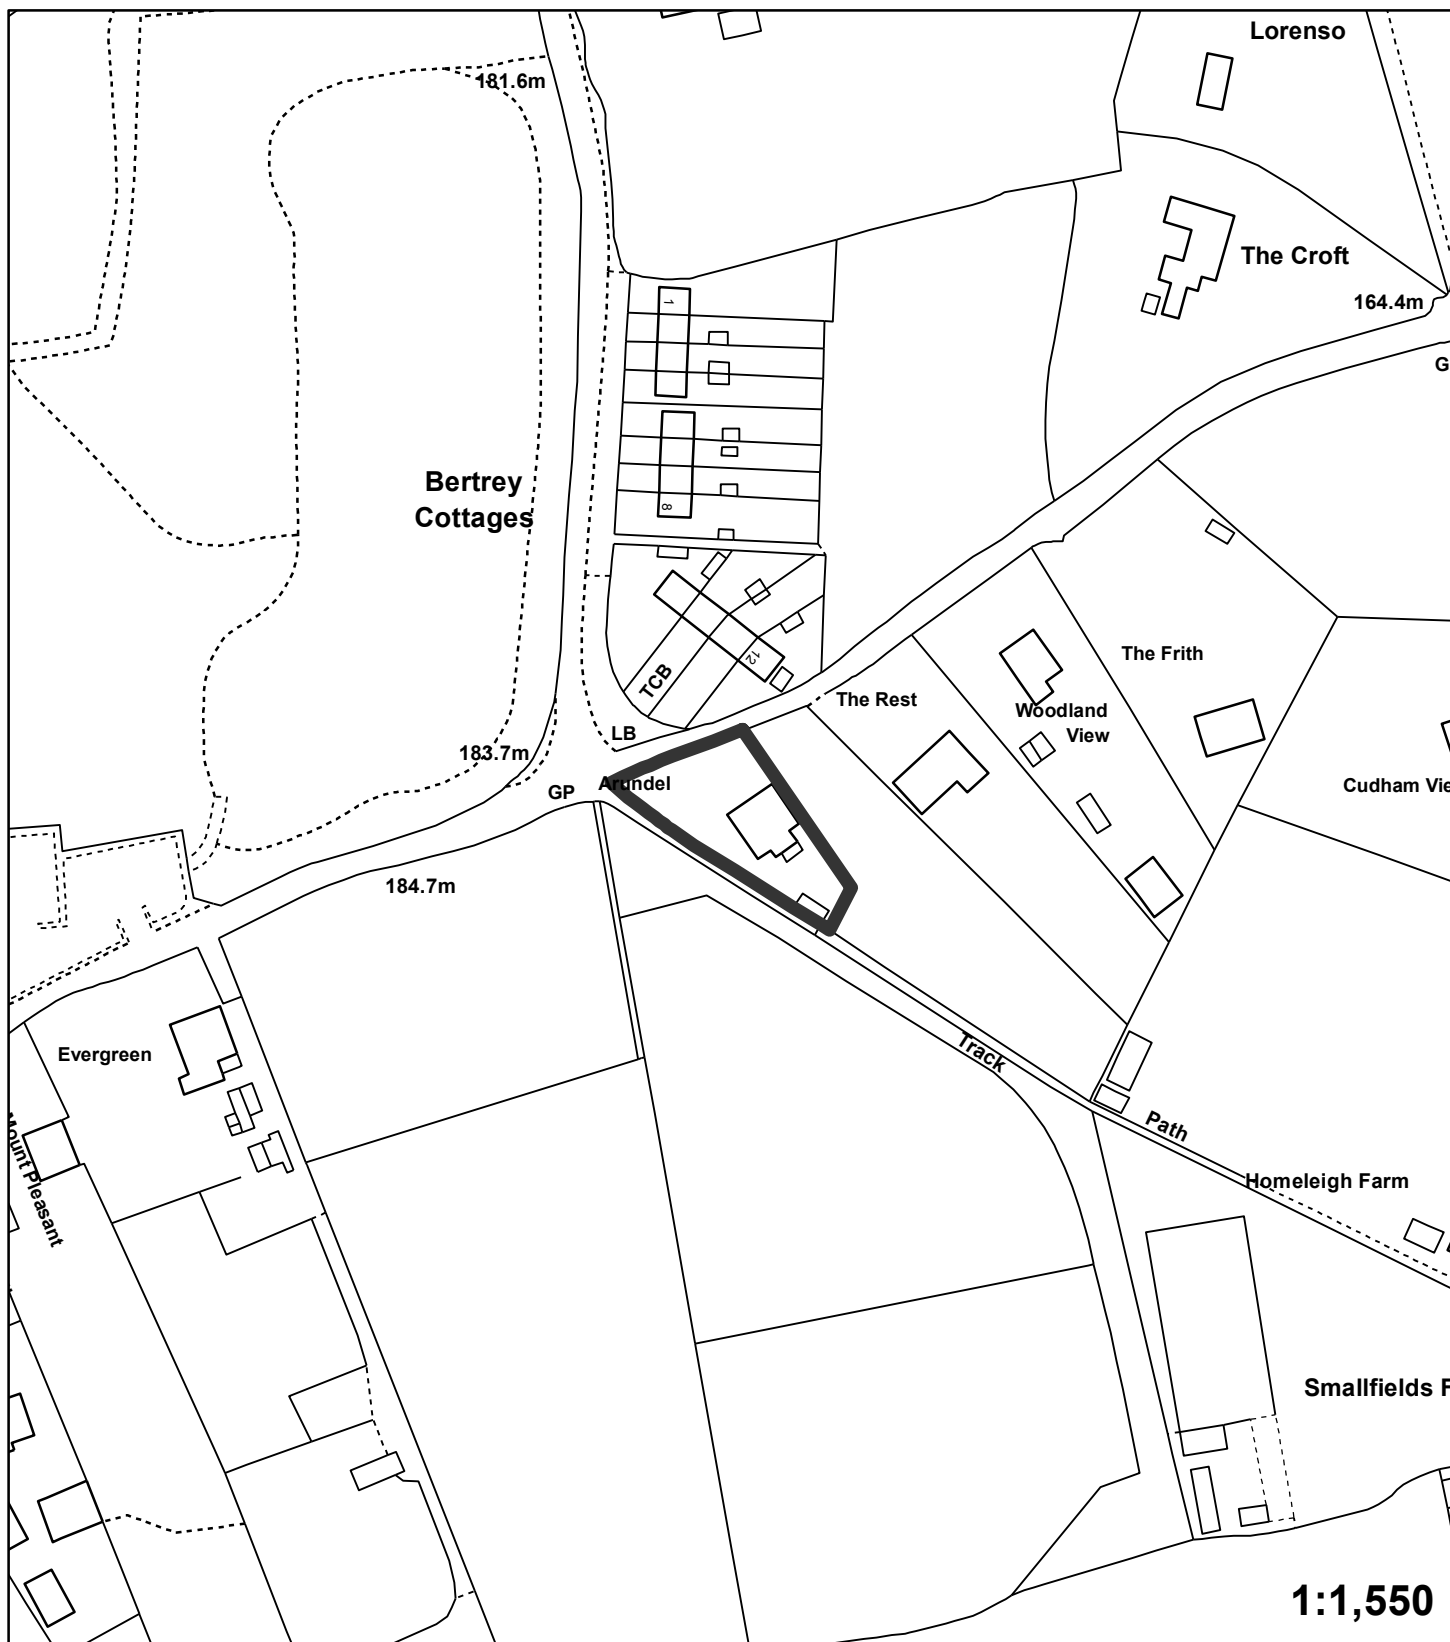 Lorenso
181.6m
The Croft
164.4m
1
G
Bertrey
Cottages
8
12
TCB
The Frith
The Rest
Woodland
View
LB
183.7m
Arundel
GP
Cudham Vie
184.7m
Evergreen
Track
Path
Mount Pleasant
Homeleigh Farm
Smallfields F
1:1,550